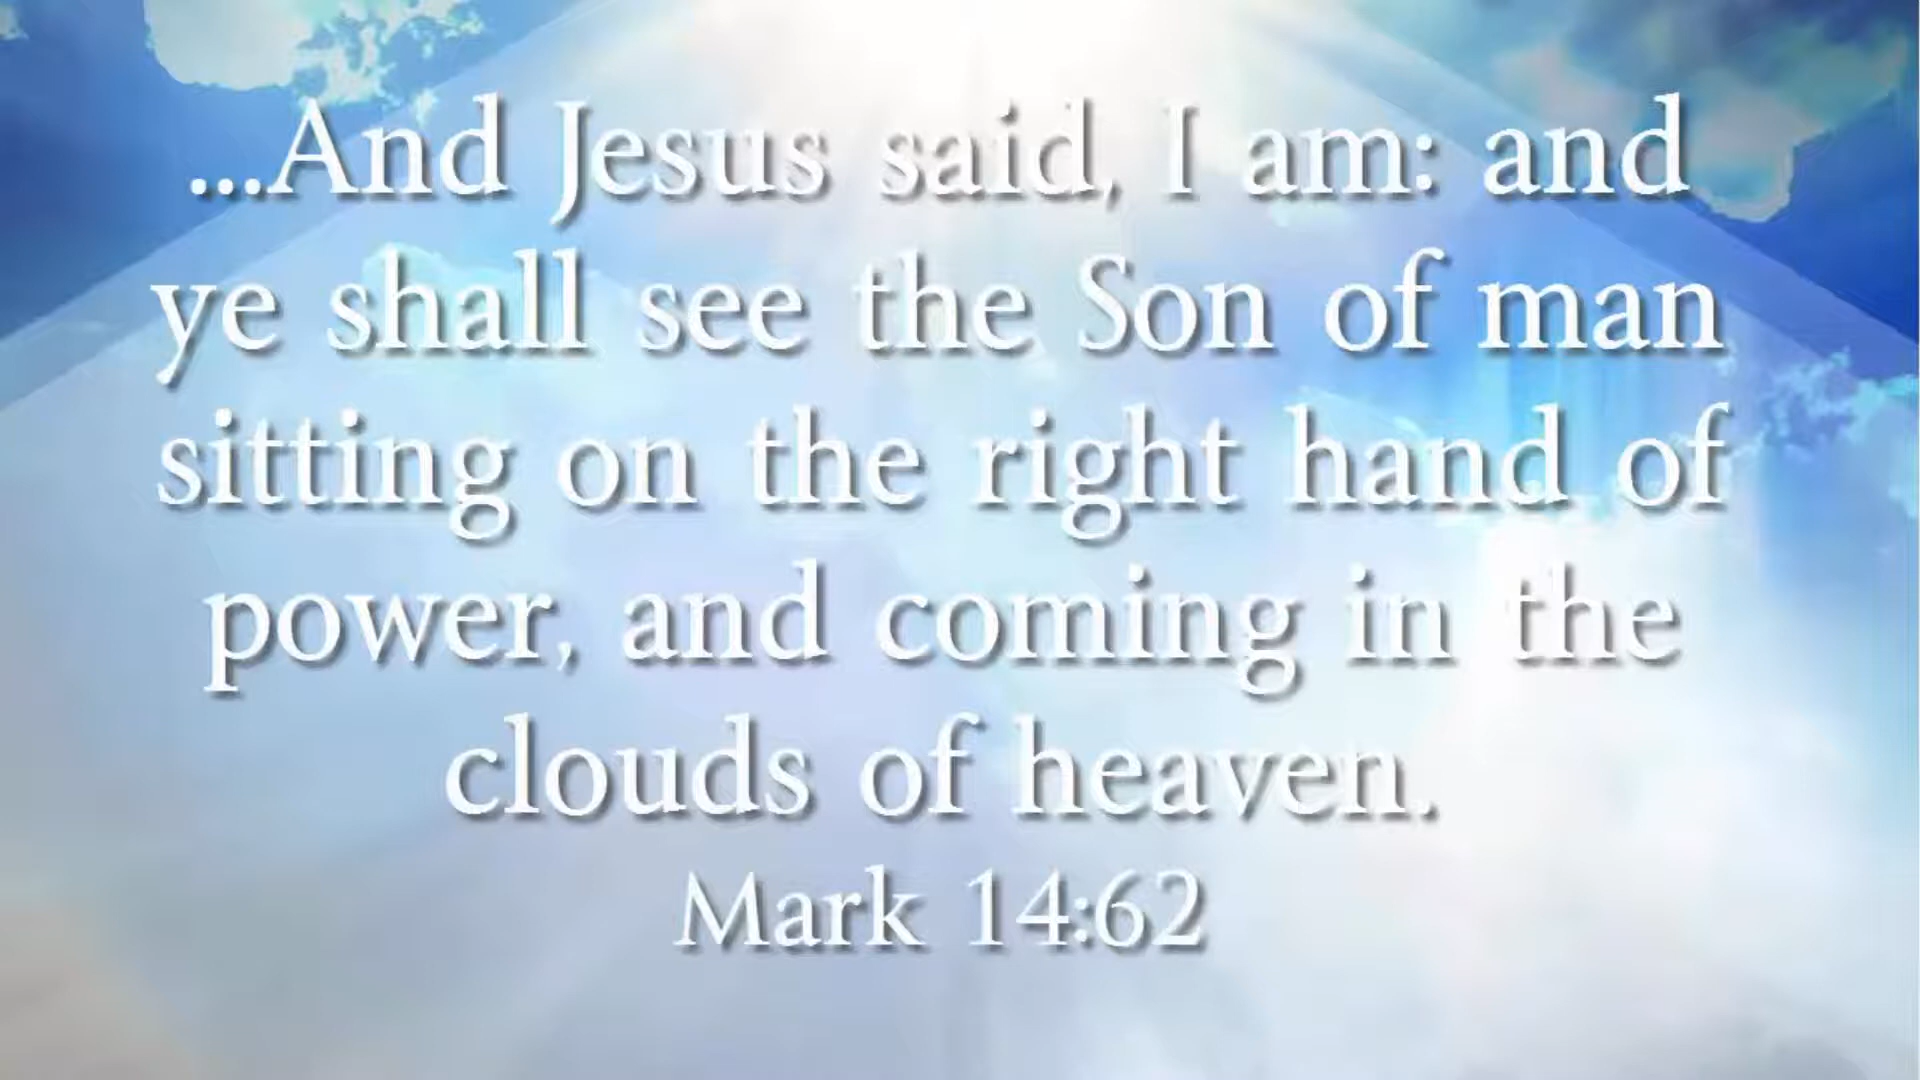 ...And Jesus said, I am: and
ye shall see the Son of man
sitting on the right hand of
power, and coming in the
clouds of heaven.
Mark 14:62